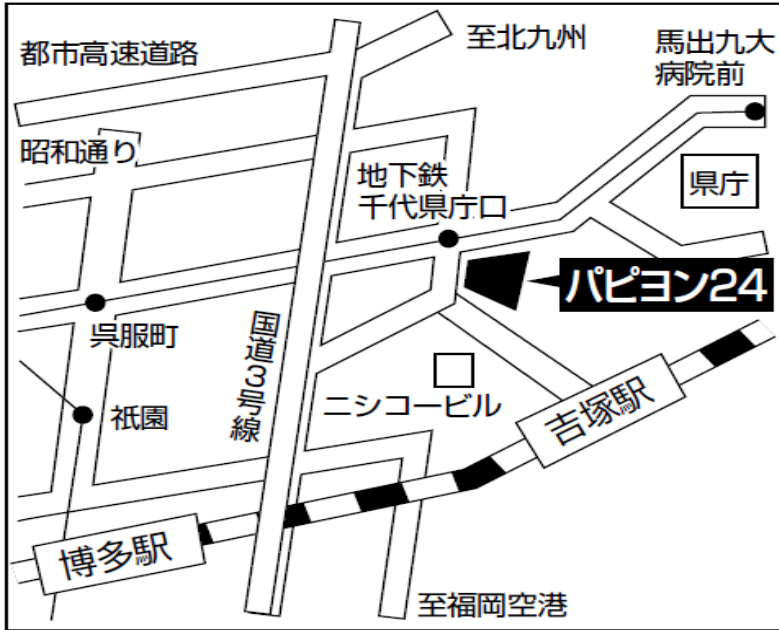 都市高速道路
至北九州
馬出九大
病院前
昭和通り
地下鉄
千代県庁口
県庁
パピヨン24
呉服町
国道3号線
祇園
ニシコービル
吉塚駅
博多駅
至福岡空港